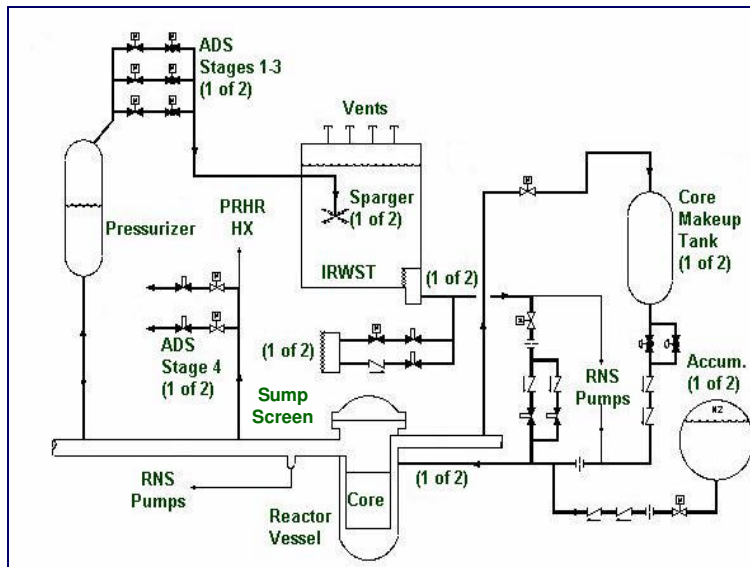 ADS
Stages 1-3
(1 of 2)
Vents
Pressurizer
PRHR
HX
Sparger
(1 of 2)
Core
Makeup
Tank
(1 of 2)
IRWST
(1 of 2)
ADS
Stage 4
(1 of 2)
(1 of 2)
Sump
Screen
RNS
Pumps
Accum.
(1 of 2)
N2
RNS
Pumps
Core
(1 of 2)
Reactor
Vessel